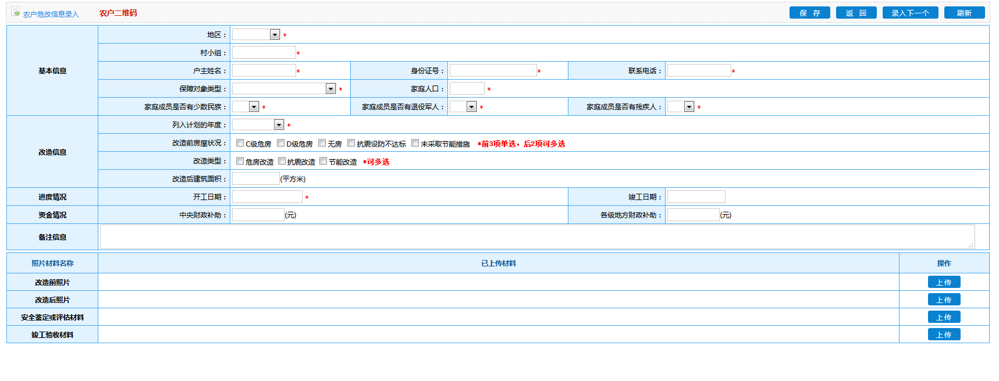 农户危改信息录入 农户二维码 保 存 返 回 录入下一个 刷新
基本信息
地区： *
村小组： *
户主姓名： * 身份证号： * 联系电话： *
保障对象类型： * 家庭人口： *
家庭成员是否有少数民族： * 家庭成员是否有退役军人： * 家庭成员是否有残疾人： *
改造信息
列入计划的年度： *
改造前房屋状况： C级危房 D级危房 无房 抗震设防不达标 未采取节能措施 *前3项单选，后2项可多选
改造类型： 危房改造 抗震改造 节能改造 *可多选
改造后建筑面积： (平方米)
进度情况 开工日期： * 竣工日期：
资金情况 中央财政补助： (元) 各级地方财政补助： (元)
备注信息
照片材料名称 已上传材料 操作
改造前照片 上传
改造后照片 上传
安全鉴定或评估材料 上传
竣工验收材料 上传